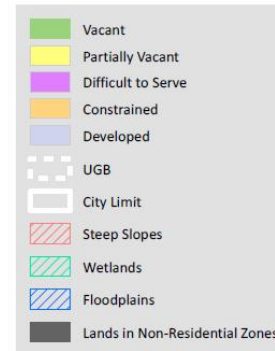 Vacant
Partially Vacant
Difficult to Serve
Constrained
Developed
UGB
City Limit
Steep Slopes
Wetlands
Floodplains
Lands in Non-Residential Zones